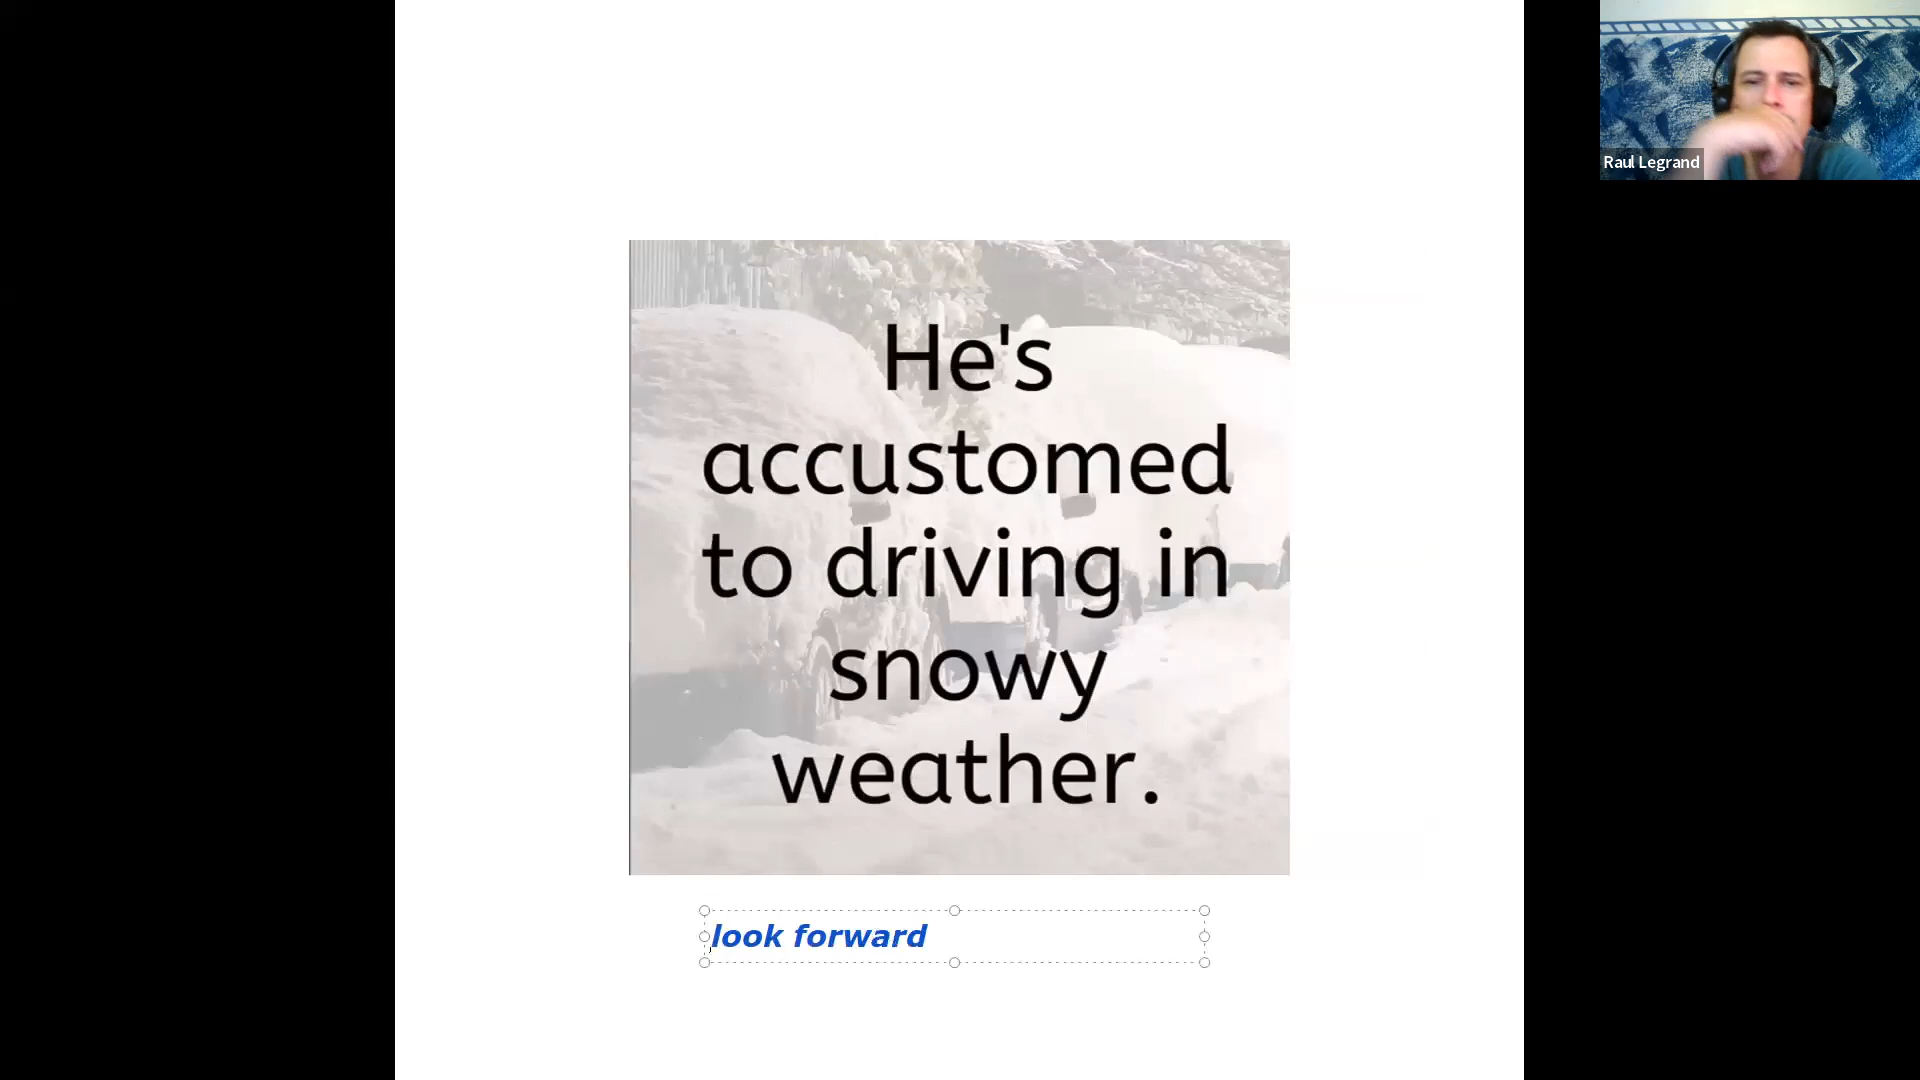 He's
accustomed
to driving in
snowy
weather.
look forward
Raul Legrand